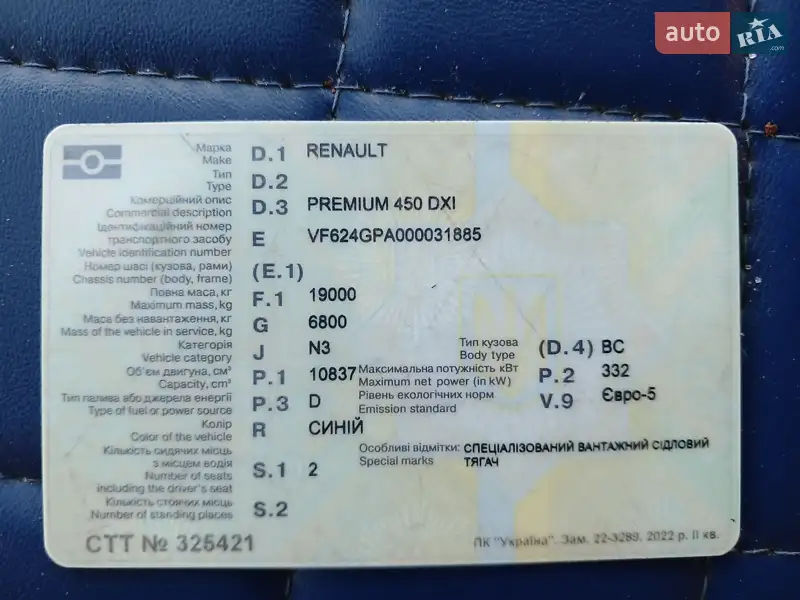 auto RIA.com
Марка
Make D.1 RENAULT
Тип
Type D.2
Комерційний опис
Commercial description D.3 PREMIUM 450 DXI
Ідентифікаційний номер
транспортного засобу
Vehicle identification number E VF624GPA000031885
Номер шасі (кузова, рами)
Chassis number (body, frame) (E.1)
Повна маса, кг
Maximum mass, kg F.1 19000
Маса без навантаження, кг
Mass of the vehicle in service, kg G 6800
Категорія
Vehicle category J N3
Тип кузова
Body type (D.4) BC
Об'єм двигуна, см³
Capacity, cm³ P.1 10837
Максимальна потужність кВт
Maximum net power (in kW) P.2 332
Тип палива або джерела енергії
Type of fuel or power source P.3 D
Рівень екологічних норм
Emission standard V.9 Євро-5
Колір
Color of the vehicle R СИНІЙ
Кількість сидячих місць
з місцем водія
Number of seats
including the driver's seat S.1 2
Особливі відмітки: СПЕЦІАЛІЗОВАНИЙ ВАНТАЖНИЙ СІДЛОВИЙ
Special marks ТЯГАЧ
Кількість стоячих місць
Number of standing places S.2
СТТ № 325421
ПК "Україна". Зам. 22-3289. 2022 р. II кв.